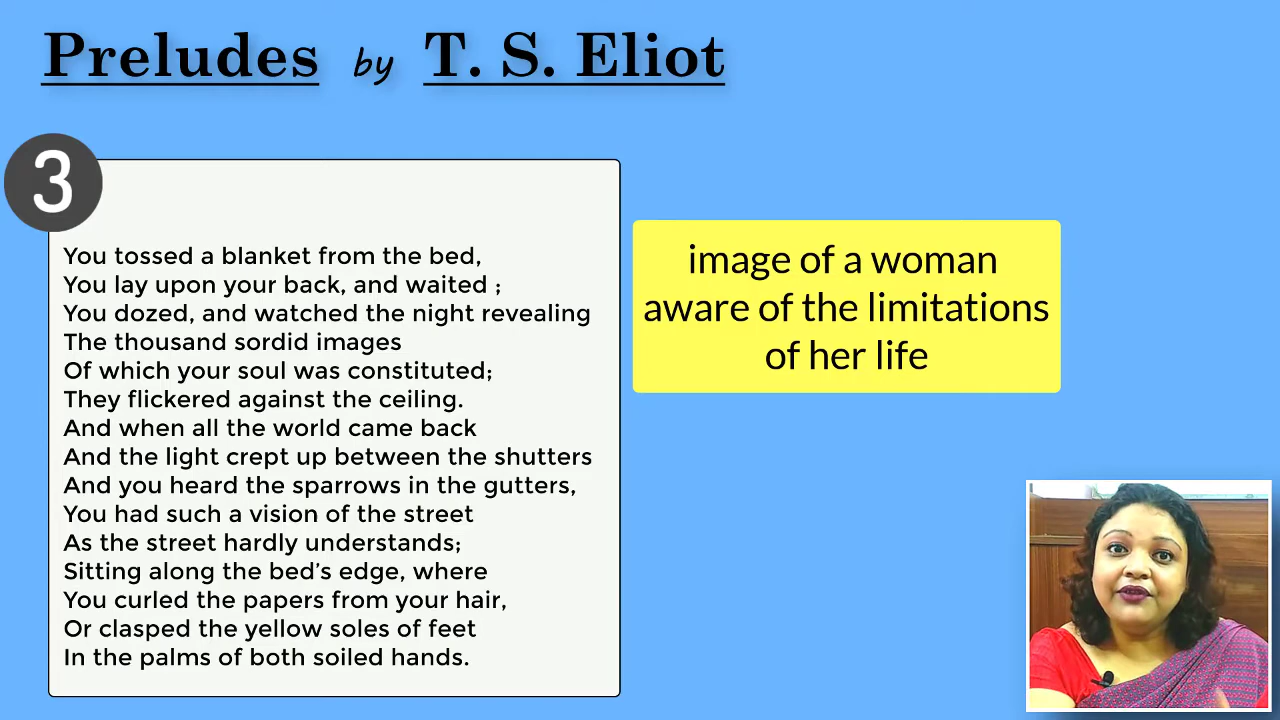 Preludes by T. S. Eliot
3
You tossed a blanket from the bed,
You lay upon your back, and waited ;
You dozed, and watched the night revealing
The thousand sordid images
Of which your soul was constituted;
They flickered against the ceiling.
And when all the world came back
And the light crept up between the shutters
And you heard the sparrows in the gutters,
You had such a vision of the street
As the street hardly understands;
Sitting along the bed’s edge, where
You curled the papers from your hair,
Or clasped the yellow soles of feet
In the palms of both soiled hands.
image of a woman
aware of the limitations
of her life